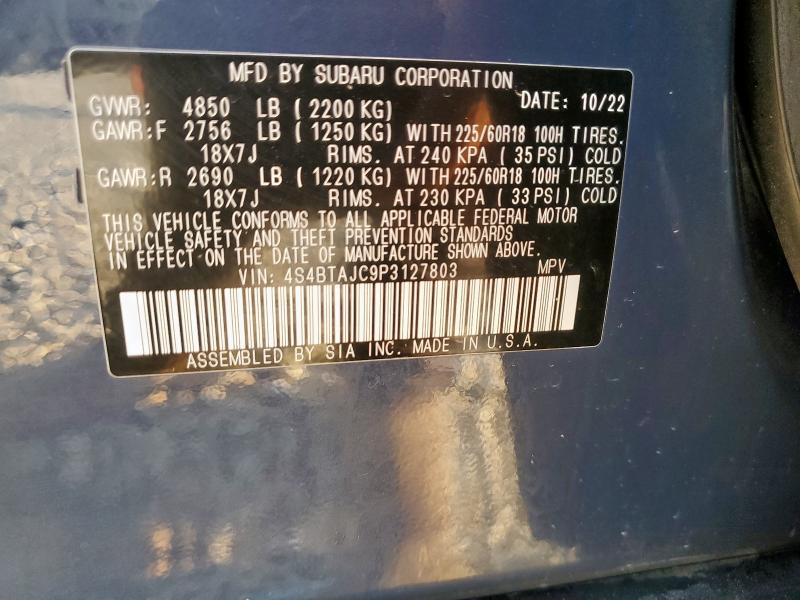 MFD BY SUBARU CORPORATION
GVWR: 4850 LB ( 2200 KG) DATE: 10/22
GAWR:F 2756 LB ( 1250 KG) WITH 225/60R18 100H TIRES.
18X7J RIMS. AT 240 KPA ( 35 PSI) COLD
GAWR:R 2690 LB ( 1220 KG) WITH 225/60R18 100H TIRES.
18X7J RIMS. AT 230 KPA ( 33 PSI) COLD
THIS VEHICLE CONFORMS TO ALL APPLICABLE FEDERAL MOTOR
VEHICLE SAFETY AND THEFT PREVENTION STANDARDS
IN EFFECT ON THE DATE OF MANUFACTURE SHOWN ABOVE.
VIN: 4S4BTAJC9P3127803 MPV
ASSEMBLED BY SIA INC. MADE IN U.S.A.